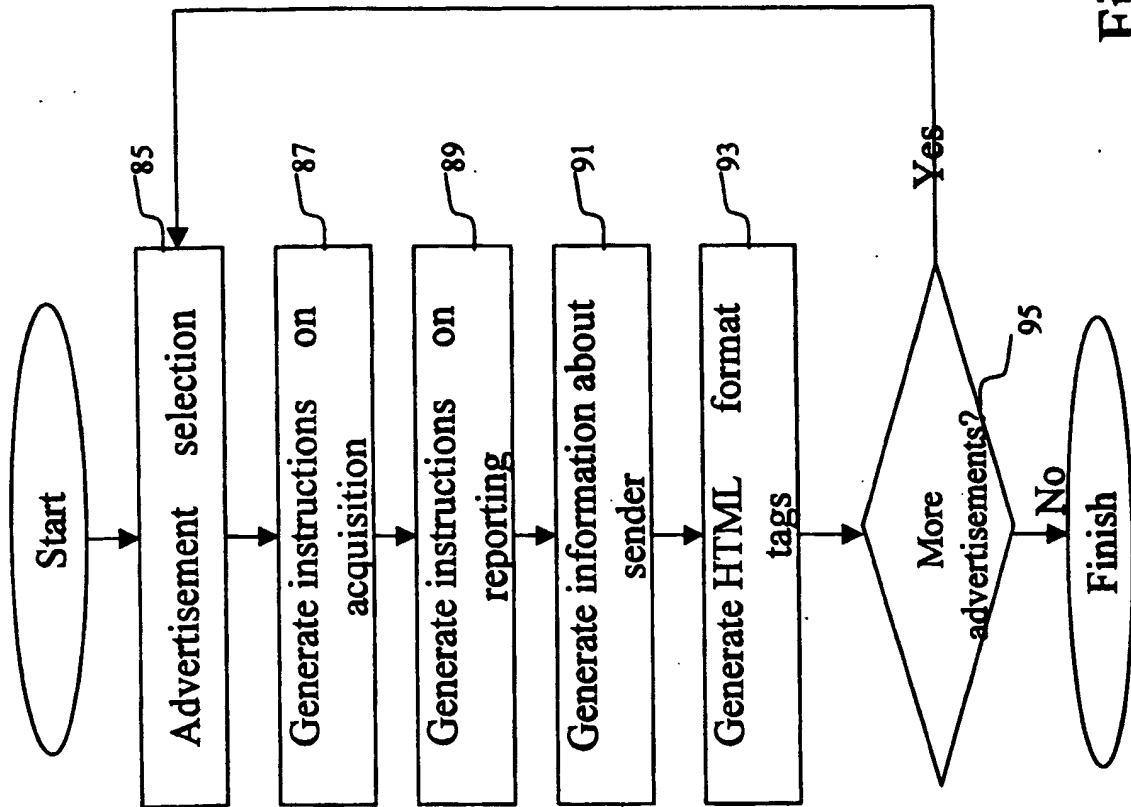 Start
Advertisement selection
85
Generate instructions on
acquisition
87
Generate instructions on
reporting
89
Generate information about
sender
91
Generate HTML format
tags
93
More
advertisements?
95
Yes
No
Finish